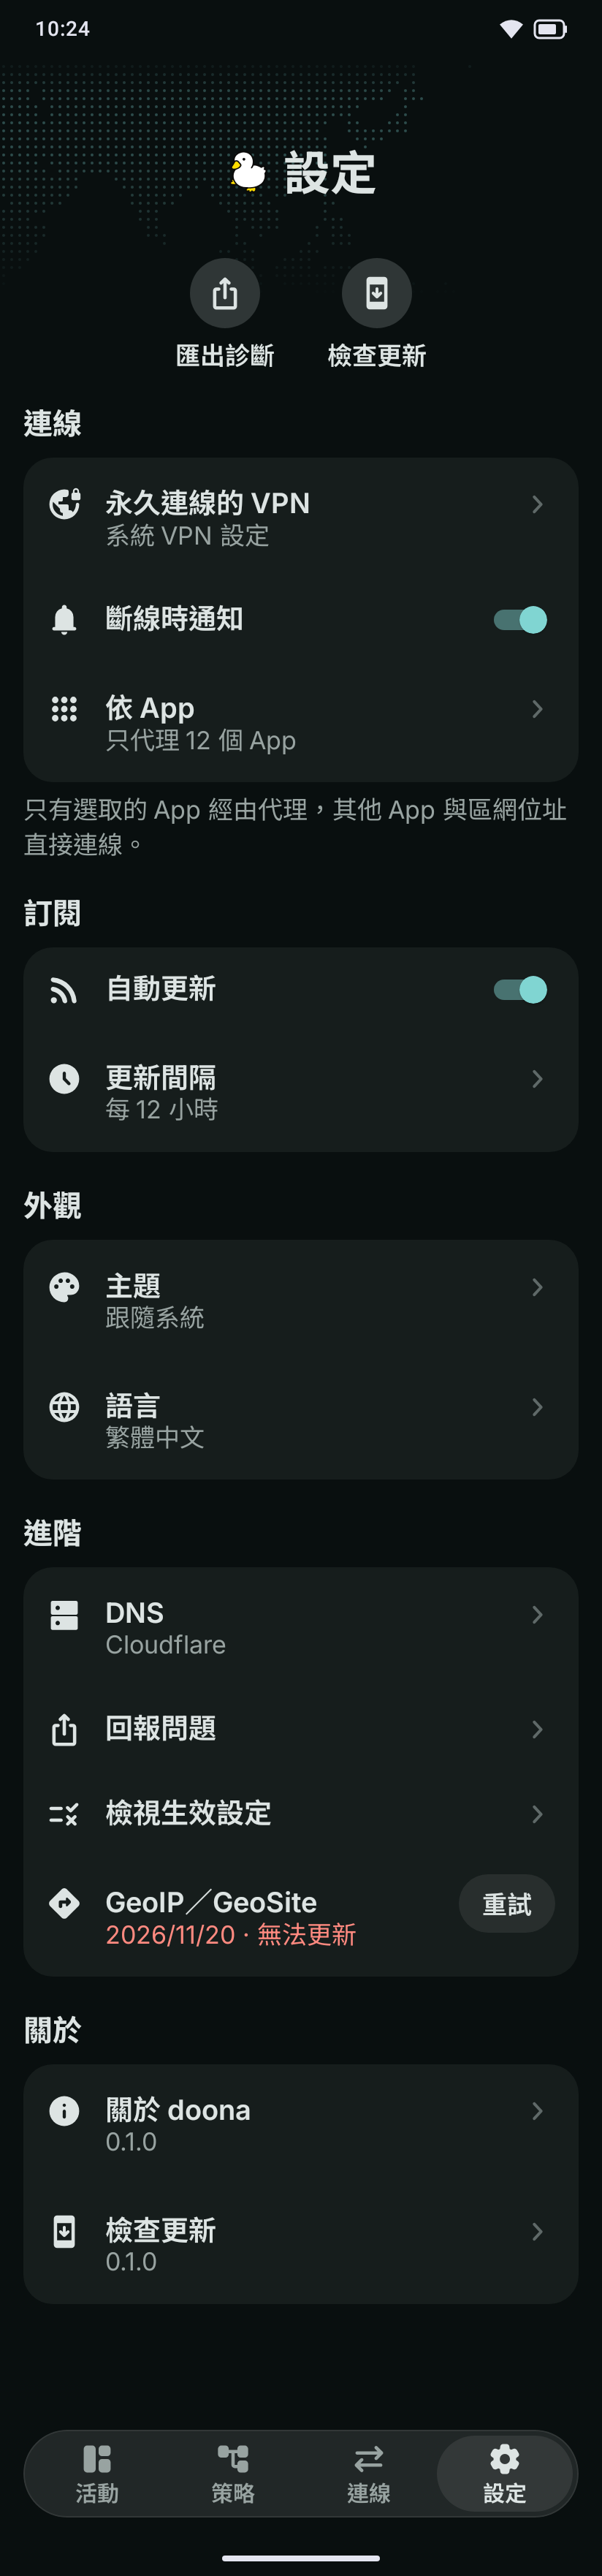 10:24
設定
匯出診斷
檢查更新
連線
永久連線的 VPN
系統 VPN 設定
斷線時通知
依 App
只代理 12 個 App
只有選取的 App 經由代理，其他 App 與區網位址
直接連線。
訂閱
自動更新
更新間隔
每 12 小時
外觀
主題
跟隨系統
語言
繁體中文
進階
DNS
Cloudflare
回報問題
檢視生效設定
GeoIP／GeoSite
重試
2026/11/20 · 無法更新
關於
關於 doona
0.1.0
檢查更新
0.1.0
活動
策略
連線
設定